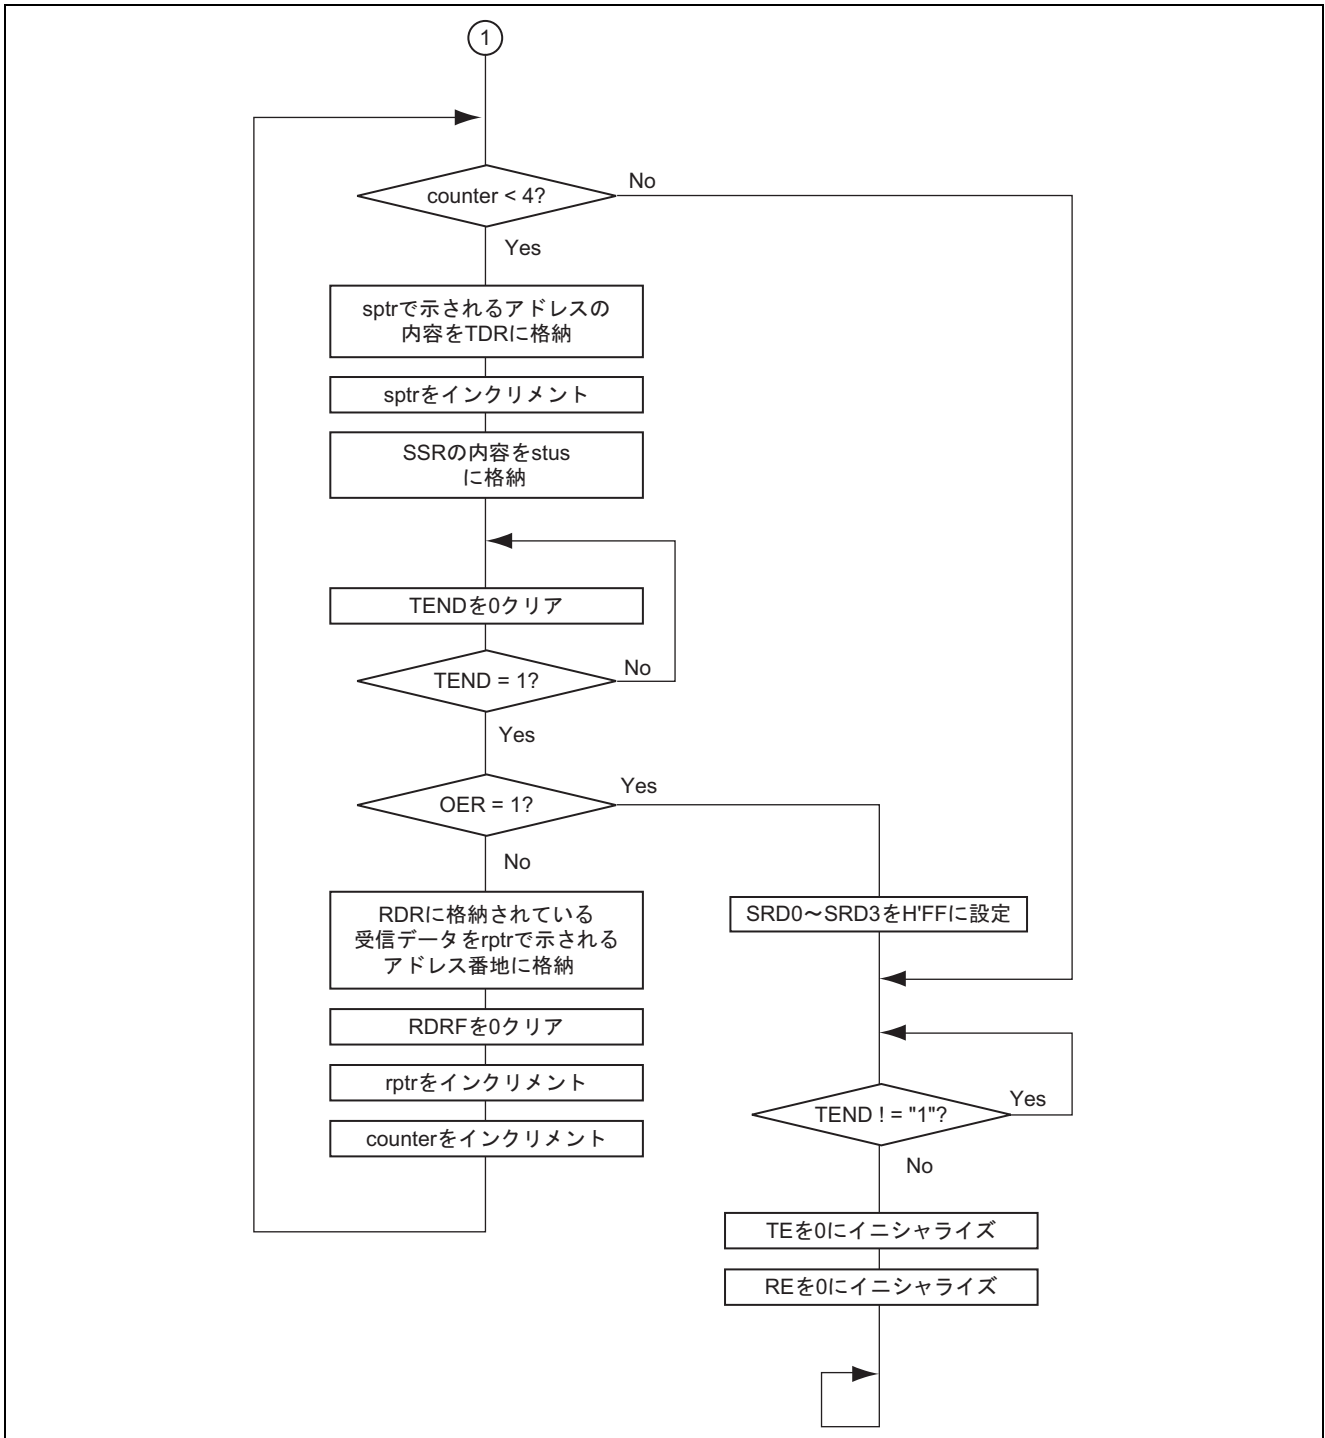 1
counter < 4?
No
Yes
sptrで示されるアドレスの
内容をTDRに格納
sptrをインクリメント
SSRの内容をstus
に格納
TENDを0クリア
TEND = 1?
No
Yes
OER = 1?
Yes
No
RDRに格納されている
受信データをrptrで示される
アドレス番地に格納
RDRFを0クリア
rptrをインクリメント
counterをインクリメント
SRD0～SRD3をH'FFに設定
TEND ! = "1"?
Yes
No
TEを0にイニシャライズ
REを0にイニシャライズ